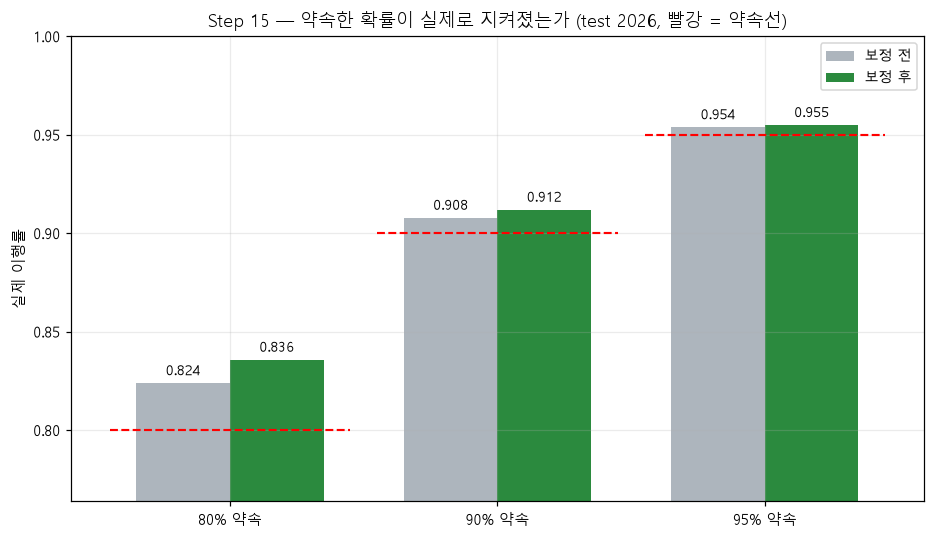 Step 15 — 약속한 확률이 실제로 지켜졌는가 (test 2026, 빨강 = 약속선)
보정 전
보정 후
실제 이행률
1.00
0.95
0.90
0.85
0.80
0.824
0.836
0.908
0.912
0.954
0.955
80% 약속
90% 약속
95% 약속